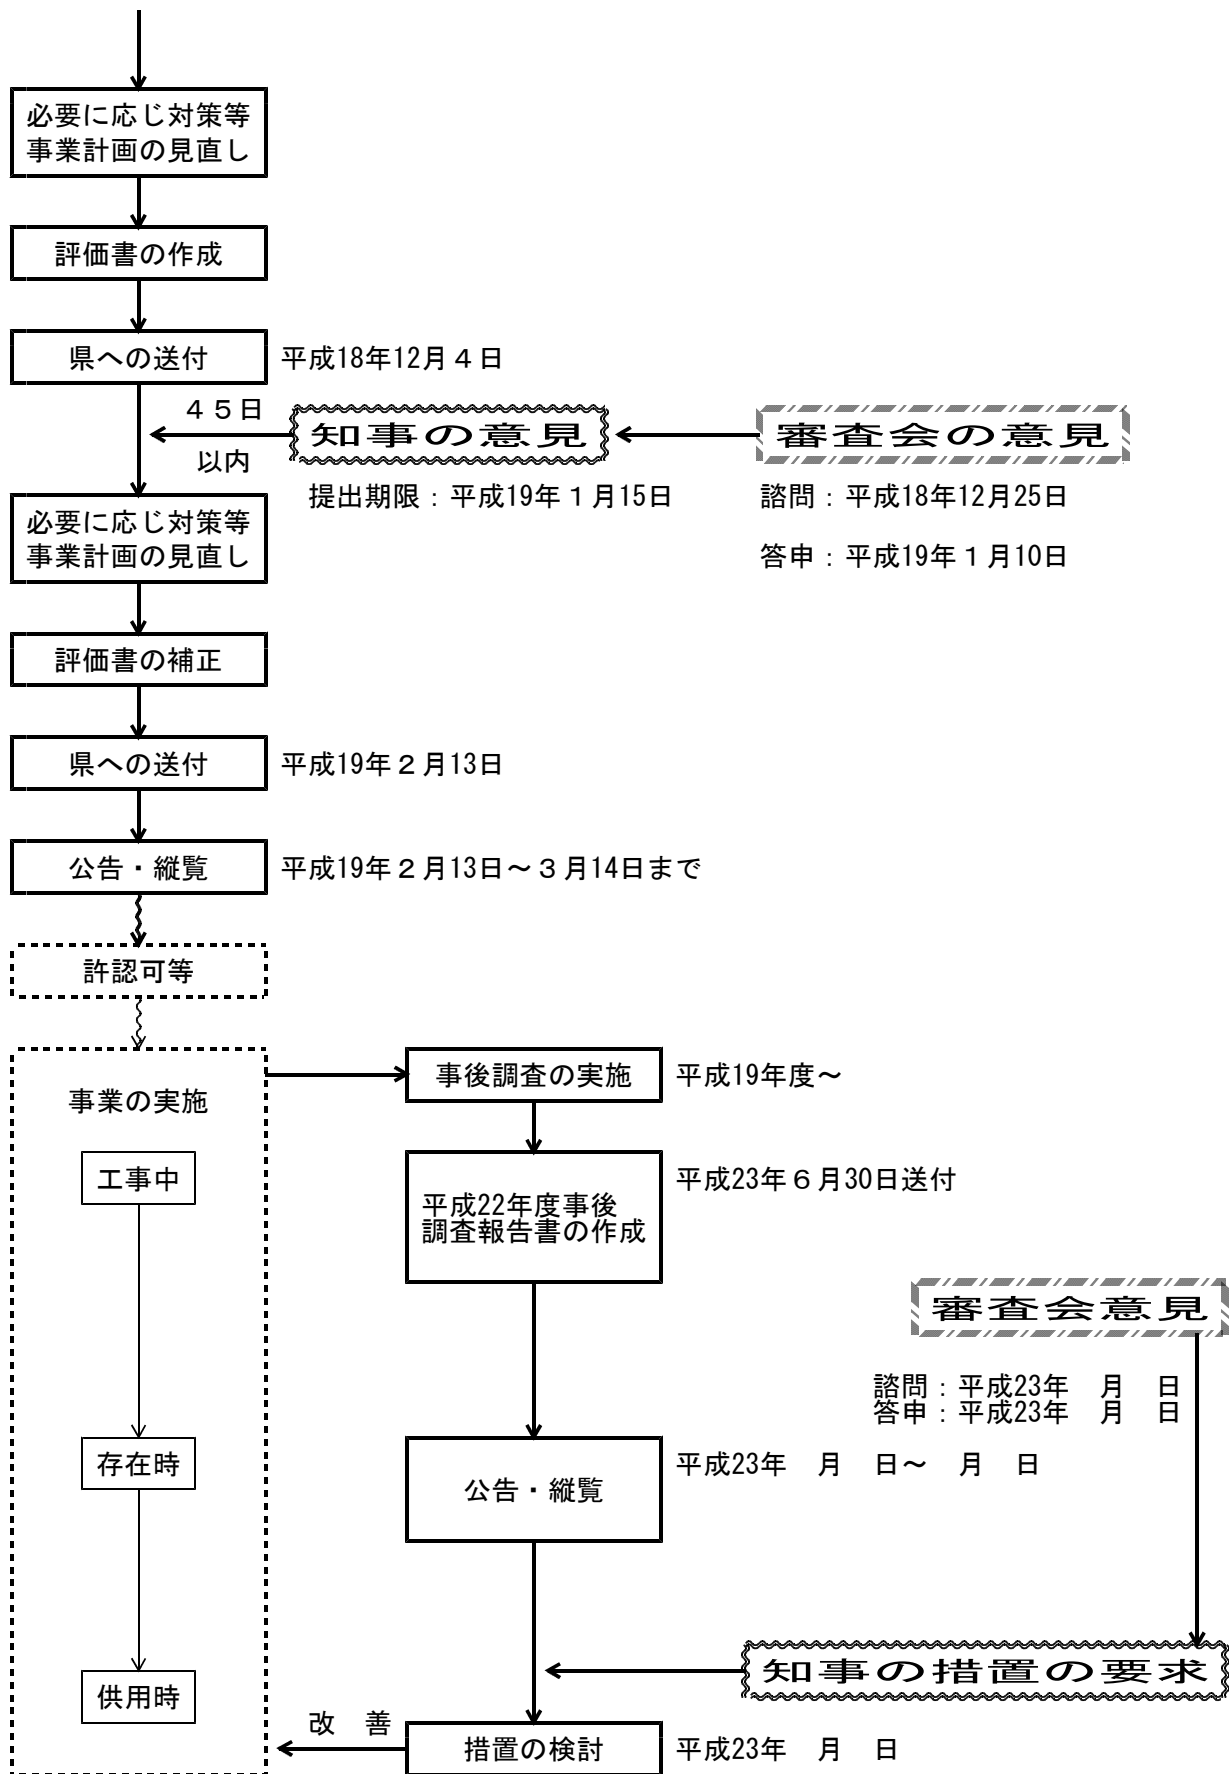 必要に応じ対策等
事業計画の見直し
評価書の作成
県への送付
平成18年12月４日
４５日
以内
知事の意見
審査会の意見
提出期限：平成19年１月15日
諮問：平成18年12月25日
答申：平成19年１月10日
必要に応じ対策等
事業計画の見直し
評価書の補正
県への送付
平成19年２月13日
公告・縦覧
平成19年２月13日～３月14日まで
許認可等
事業の実施
工事中
存在時
供用時
事後調査の実施
平成19年度～
平成22年度事後
調査報告書の作成
平成23年６月30日送付
審査会意見
諮問：平成23年　月　日
答申：平成23年　月　日
公告・縦覧
平成23年　月　日～　月　日
知事の措置の要求
改　善
措置の検討
平成23年　月　日